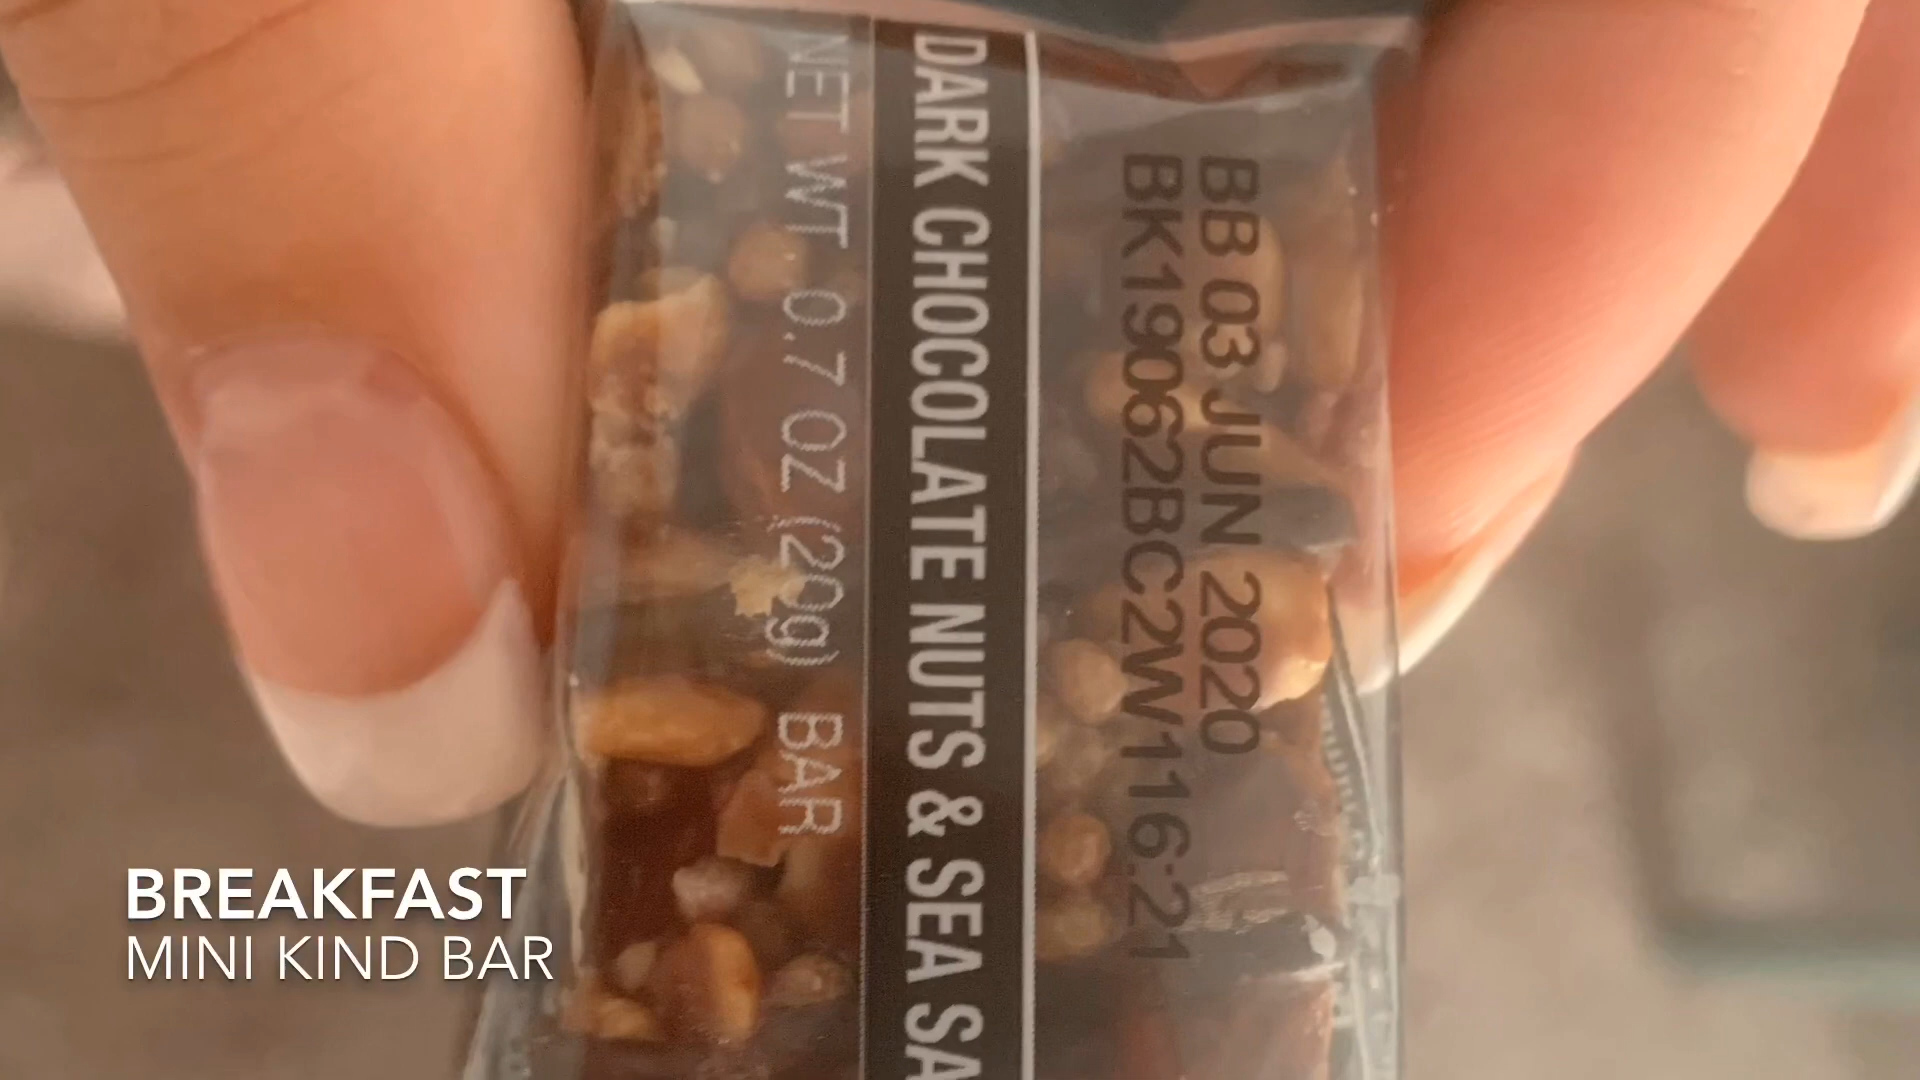 BB 03 JUN 2020
BK19062BC2W116:21
DARK CHOCOLATE NUTS & SEA SA
NET WT 0.7 OZ (20g) BAR
BREAKFAST
MINI KIND BAR